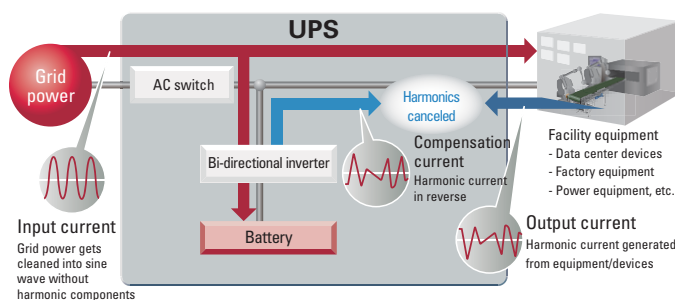 UPS
Grid
power
AC switch
Harmonics
canceled
Bi-directional inverter
Compensation
current
Harmonic current
in reverse
Battery
Facility equipment
- Data center devices
- Factory equipment
- Power equipment, etc.
Input current
Grid power gets
cleaned into sine
wave without
harmonic components
Output current
Harmonic current generated
from equipment/devices